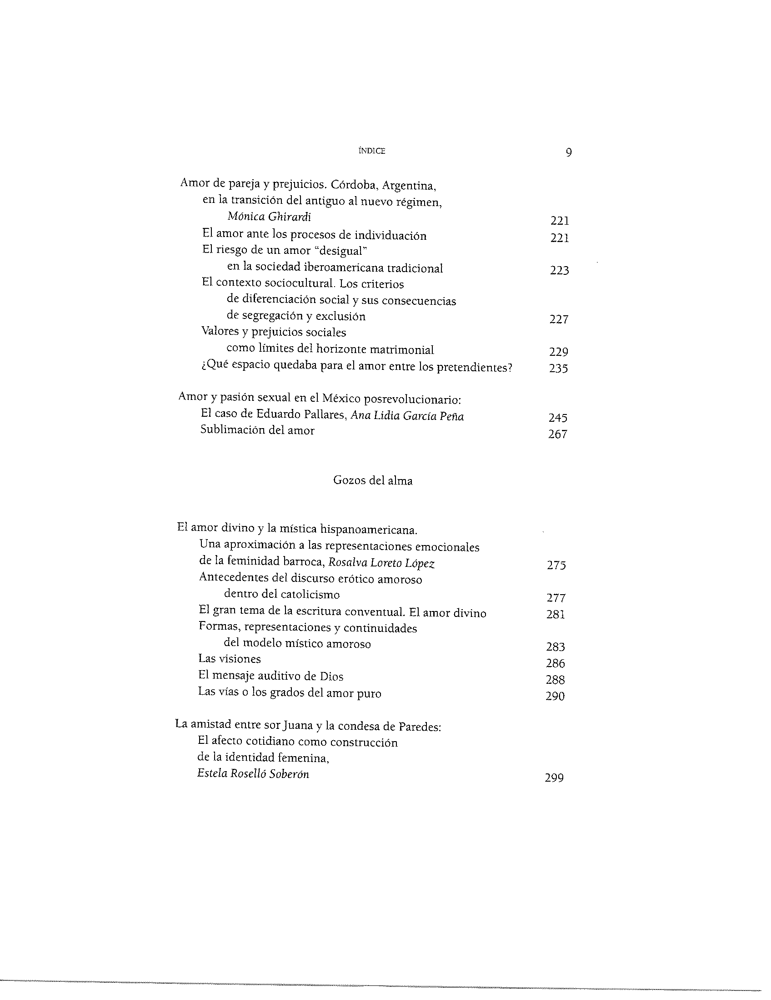 ÍNDICE 9
Amor de pareja y prejuicios. Córdoba, Argentina,
en la transición del antiguo al nuevo régimen,
Mónica Ghirardi 221
El amor ante los procesos de individuación 221
El riesgo de un amor “desigual”
en la sociedad iberoamericana tradicional 223
El contexto sociocultural. Los criterios
de diferenciación social y sus consecuencias
de segregación y exclusión 227
Valores y prejuicios sociales
como límites del horizonte matrimonial 229
¿Qué espacio quedaba para el amor entre los pretendientes? 235
Amor y pasión sexual en el México posrevolucionario:
El caso de Eduardo Pallares, Ana Lidia García Peña 245
Sublimación del amor 267
Gozos del alma
El amor divino y la mística hispanoamericana.
Una aproximación a las representaciones emocionales
de la feminidad barroca, Rosalva Loreto López 275
Antecedentes del discurso erótico amoroso
dentro del catolicismo 277
El gran tema de la escritura conventual. El amor divino 281
Formas, representaciones y continuidades
del modelo místico amoroso 283
Las visiones 286
El mensaje auditivo de Dios 288
Las vías o los grados del amor puro 290
La amistad entre sor Juana y la condesa de Paredes:
El afecto cotidiano como construcción
de la identidad femenina,
Estela Roselló Soberón 299